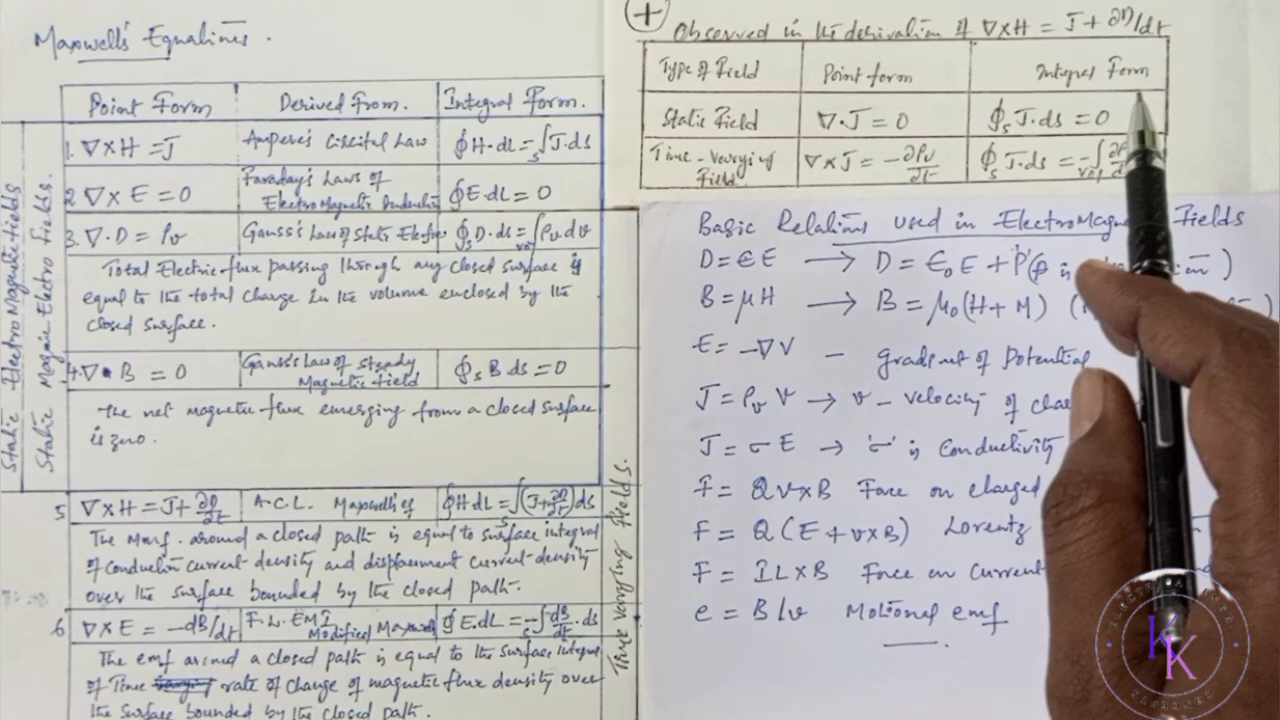 Maxwell's Equations.
Point Form Derived From. Integral Form.
1. ∇×H = J Ampere's Circital Law ∮H·dL = ∫s J·ds
2 ∇×E = 0 Faraday's Laws of ElectroMagnetic Induction ∮E·dL = 0
3. ∇·D = ρv Gauss's Law of Static Electric ∮s D·ds = ∫vol ρv dv
Total Electric flux passing through any closed surface is
equal to the total charge in the volume enclosed by the
closed surface.
4. ∇·B = 0 Gauss's Law of Steady Magnetic Field ∮s B·ds = 0
The net magnetic flux emerging from a closed surface
is zero.
Static ElectroMagnetic fields
Static Electro fields.
5 ∇×H = J + ∂D/∂t A.C.L. Maxwell's ∮H·dL = ∫s (J + ∂D/∂t) ds
The mmf. around a closed path is equal to surface integral
of conduction current density and displacement current density
over the surface bounded by the closed path.
6 ∇×E = -dB/dt F.L. EMI Modified Maxwell ∮E·dL = -∫s dB/dt · ds
The emf around a closed path is equal to the surface integral
of Time rate of change of magnetic flux density over
the surface bounded by the closed path.
Time varying fields.
(+)
Observed in the derivation of ∇×H = J + ∂D/dt
Type of Field Point form Integral Form
Static Field ∇·J = 0 ∮s J·ds = 0
Time-Varying Field. ∇×J = -∂ρv/∂t ∮s J·ds = -∫vol
Basic Relations used in ElectroMagne Fields
D = ϵE → D = ϵ₀E + P (P is
B = μH → B = μ₀(H + M)
E = -∇V - gradient of Potential
J = ρv v → v - velocity of cha
J = σE → 'σ' is conductivity
F = Qv×B Force on charged
F = Q(E + v×B) Lorentz
F = IL×B Force on Current
e = Blv Motional emf
ELECTRICAL ENGG
KK